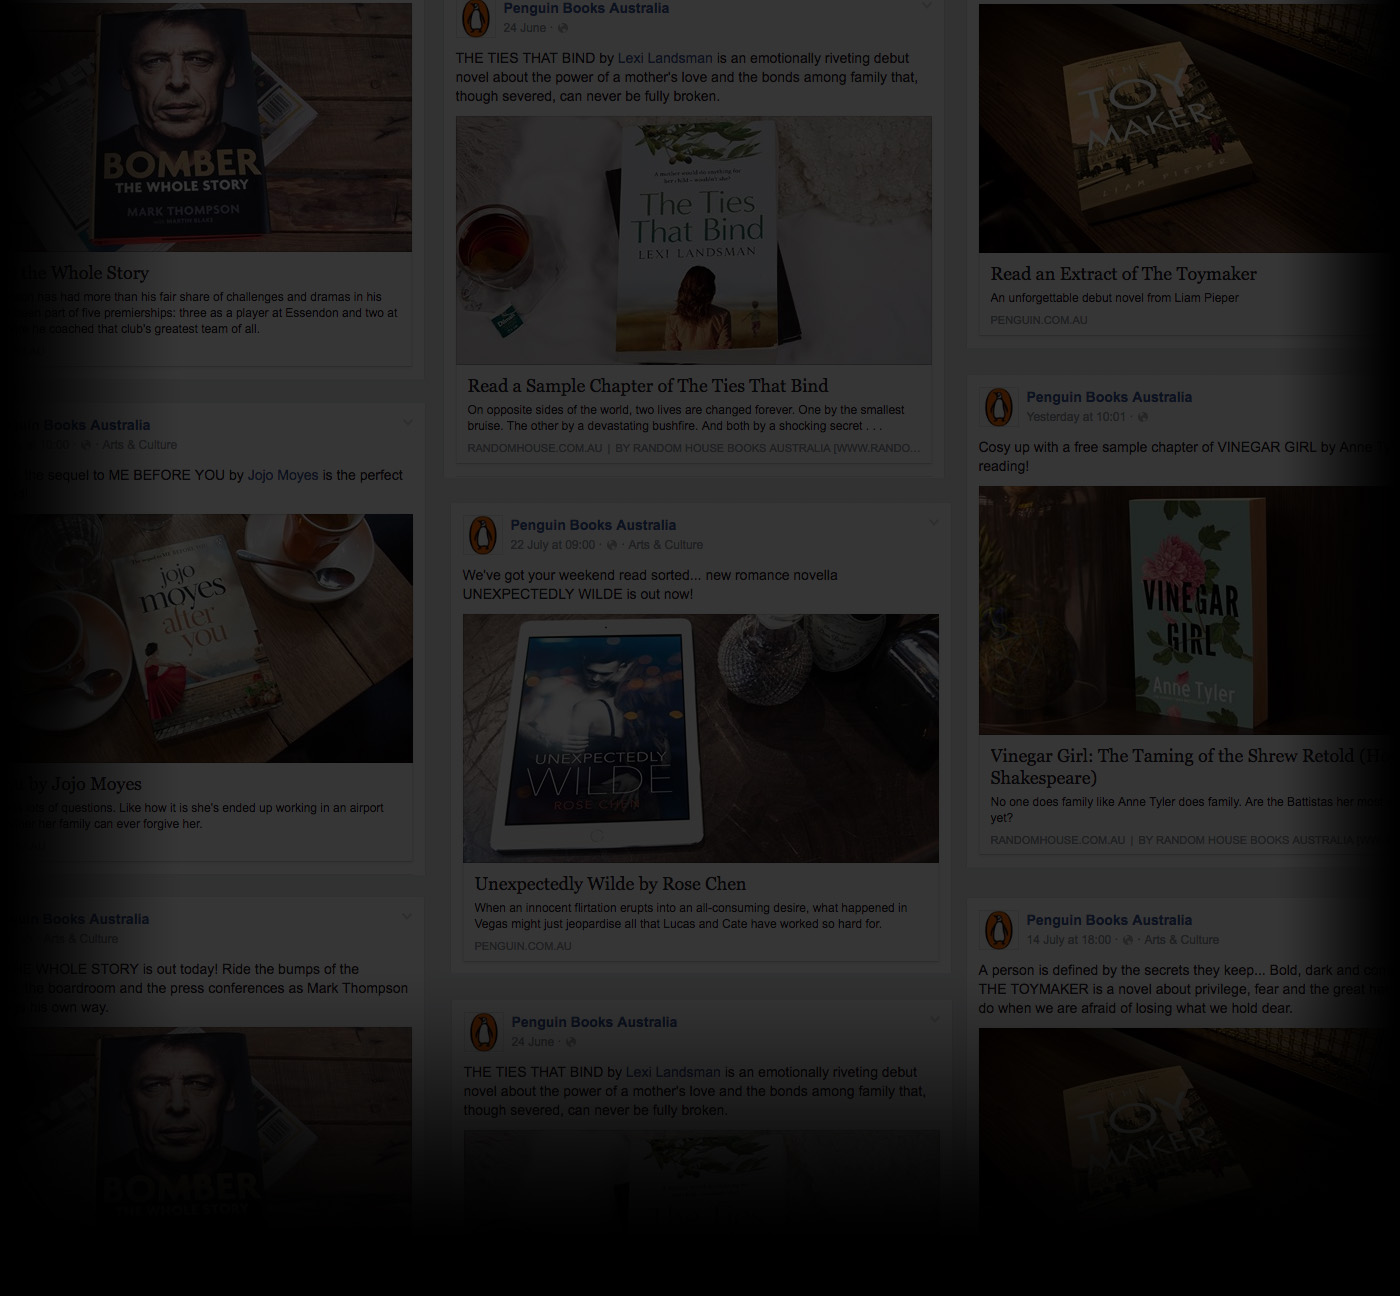 BOMBER
THE WHOLE STORY
MARK THOMPSON
the Whole Story
has had more than his fair share of challenges and dramas in his
part of five premierships: three as a player at Essendon and two at
coached that club's greatest team of all.
Books Australia
· Arts & Culture
sequel to ME BEFORE YOU by Jojo Moyes is the perfect
jojo
moyes
after
you
by Jojo Moyes
of questions. Like how it is she's ended up working in an airport
her family can ever forgive her.
Books Australia
Arts & Culture
WHOLE STORY is out today! Ride the bumps of the
boardroom and the press conferences as Mark Thompson
his own way.
BOMBER
THE WHOLE STORY
Penguin Books Australia
24 June ·
THE TIES THAT BIND by Lexi Landsman is an emotionally riveting debut
novel about the power of a mother's love and the bonds among family that,
though severed, can never be fully broken.
The Ties
That Bind
LEXI LANDSMAN
Read a Sample Chapter of The Ties That Bind
On opposite sides of the world, two lives are changed forever. One by the smallest
bruise. The other by a devastating bushfire. And both by a shocking secret . . .
RANDOMHOUSE.COM.AU | BY RANDOM HOUSE BOOKS AUSTRALIA [WWW.RANDO...
Penguin Books Australia
22 July at 09:00 · · Arts & Culture
We've got your weekend read sorted... new romance novella
UNEXPECTEDLY WILDE is out now!
UNEXPECTEDLY
WILDE
ROSE CHEN
Unexpectedly Wilde by Rose Chen
When an innocent flirtation erupts into an all-consuming desire, what happened in
Vegas might just jeopardise all that Lucas and Cate have worked so hard for.
PENGUIN.COM.AU
Penguin Books Australia
24 June ·
THE TIES THAT BIND by Lexi Landsman is an emotionally riveting debut
novel about the power of a mother's love and the bonds among family that,
though severed, can never be fully broken.
TOY
MAKER
LIAM PIEPER
Read an Extract of The Toymaker
An unforgettable debut novel from Liam Pieper
PENGUIN.COM.AU
Penguin Books Australia
Yesterday at 10:01 ·
Cosy up with a free sample chapter of VINEGAR GIRL by Anne
reading!
VINEGAR
GIRL
Anne Tyler
Vinegar Girl: The Taming of the Shrew Retold
Shakespeare)
No one does family like Anne Tyler does family. Are the Battistas her
yet?
RANDOMHOUSE.COM.AU | BY RANDOM HOUSE BOOKS AUSTRALIA
Penguin Books Australia
14 July at 18:00 · · Arts & Culture
A person is defined by the secrets they keep... Bold, dark and
THE TOYMAKER is a novel about privilege, fear and the great
do when we are afraid of losing what we hold dear.
TOY
MAKER